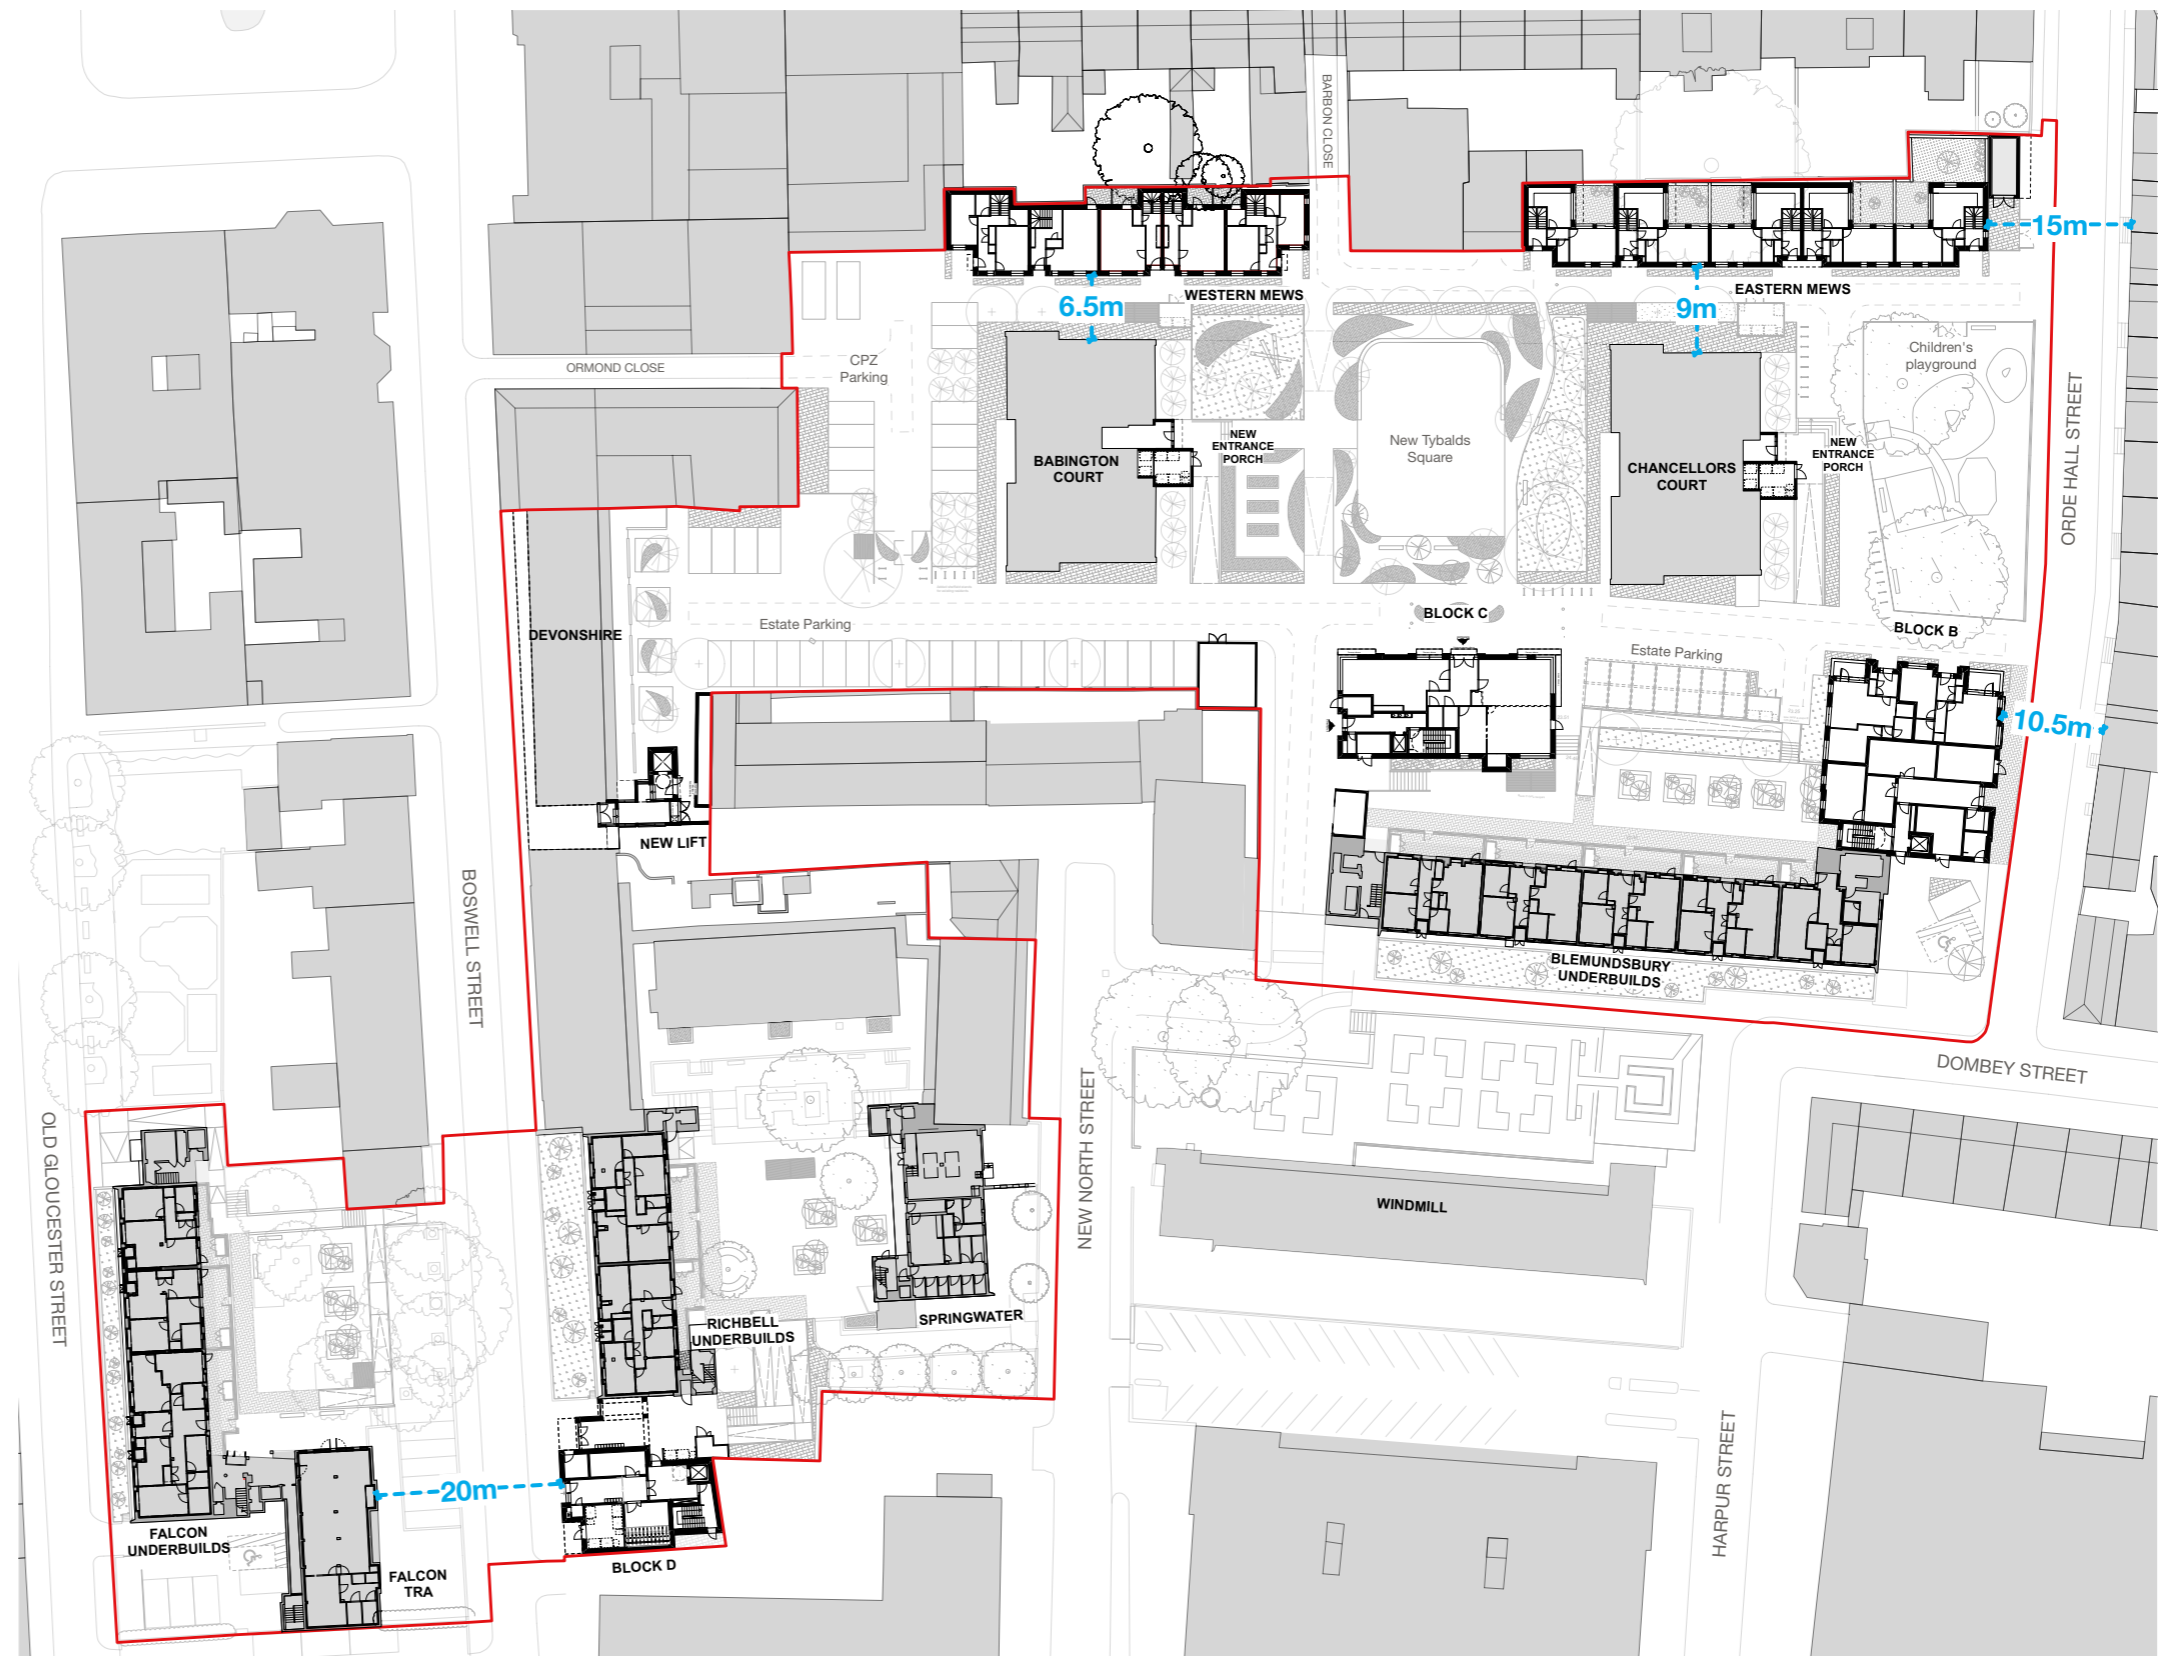 BARBON CLOSE
15m
WESTERN MEWS
EASTERN MEWS
6.5m
9m
ORMOND CLOSE
CPZ
Parking
Children's
playground
ORDE HALL STREET
NEW
ENTRANCE
PORCH
New Tybalds
Square
BABINGTON
COURT
CHANCELLORS
COURT
NEW
ENTRANCE
PORCH
BLOCK C
DEVONSHIRE
Estate Parking
BLOCK B
Estate Parking
10.5m
NEW LIFT
BOSWELL STREET
BLEMUNDSBURY
UNDERBUILDS
DOMBEY STREET
OLD GLOUCESTER STREET
NEW NORTH STREET
WINDMILL
RICHBELL
UNDERBUILDS
SPRINGWATER
HARPUR STREET
20m
FALCON
UNDERBUILDS
BLOCK D
FALCON
TRA